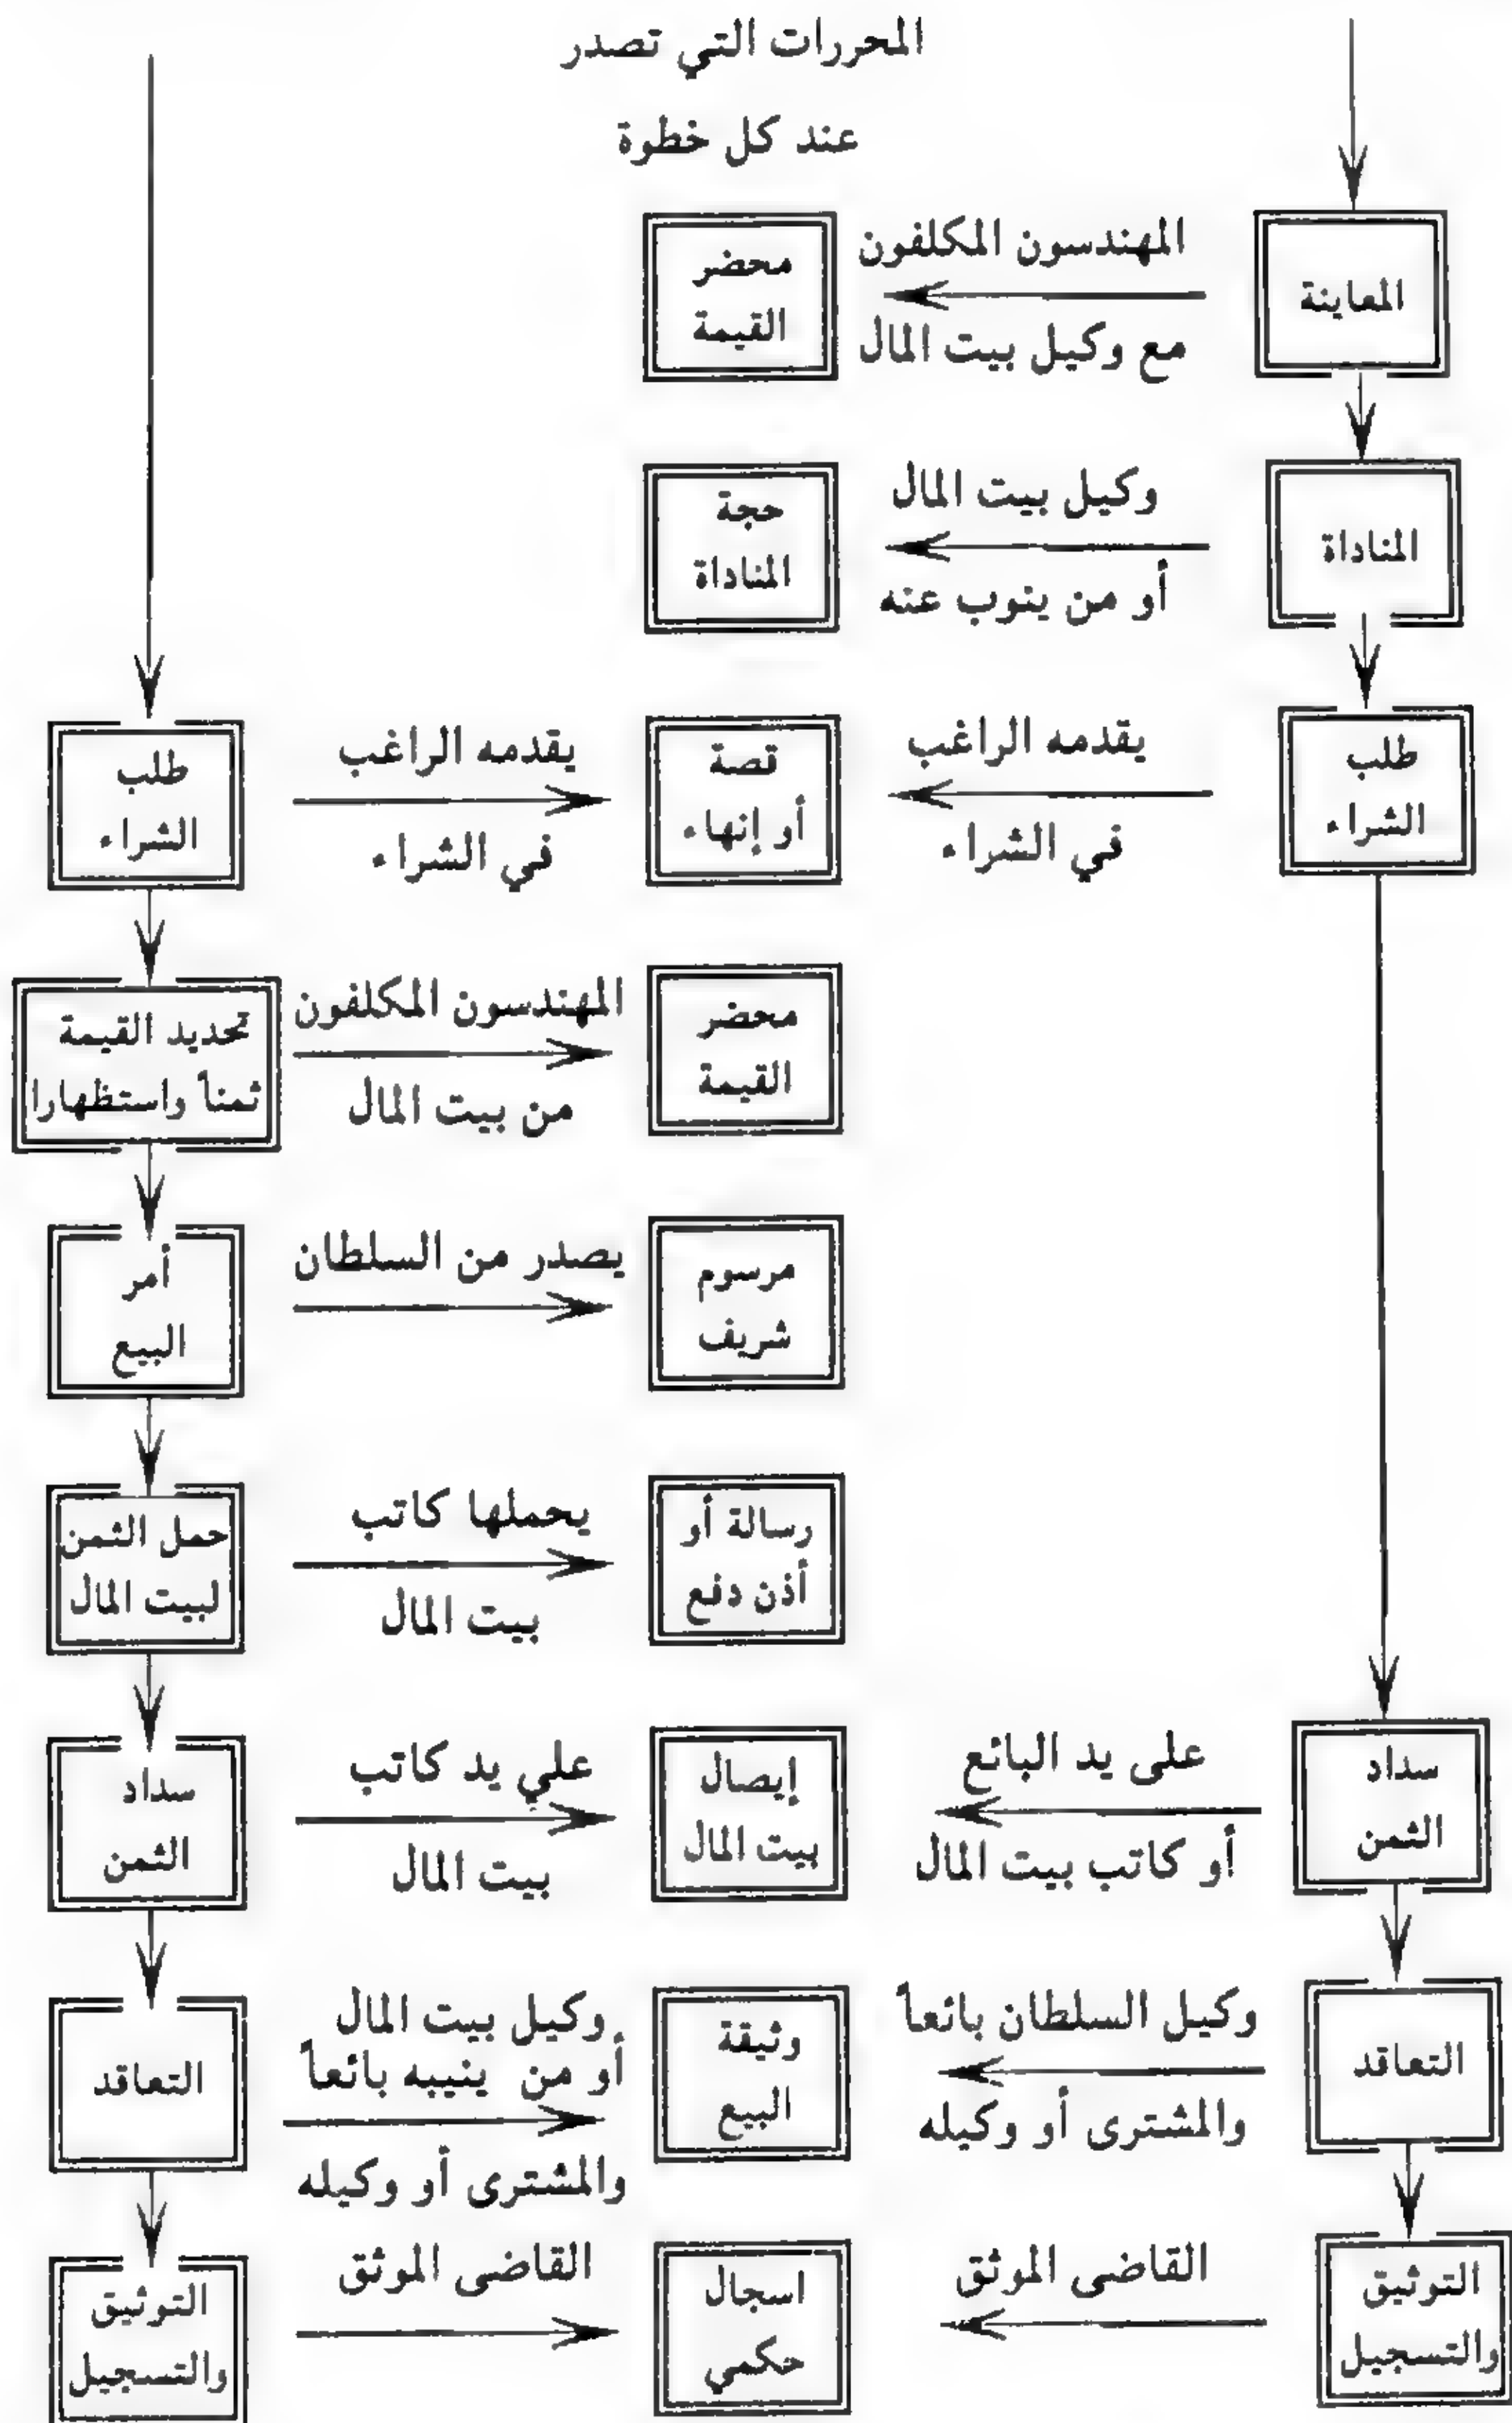 المحررات التي تصدر
عند كل خطوة
المعاينة
المهندسون المكلفون
مع وكيل بيت المال
محضر
القيمة
المناداة
وكيل بيت المال
أو من ينوب عنه
حجة
المناداة
طلب
الشراء
يقدمه الراغب
في الشراء
قصة
أو إنهاء
يقدمه الراغب
في الشراء
طلب
الشراء
محضر
القيمة
المهندسون المكلفون
من بيت المال
تحديد القيمة
ثمناً واستظهارا
مرسوم
شريف
يصدر من السلطان
أمر
البيع
رسالة أو
أذن دفع
يحملها كاتب
بيت المال
حمل الثمن
لبيت المال
سداد
الثمن
على يد البائع
أو كاتب بيت المال
إيصال
بيت المال
علي يد كاتب
بيت المال
سداد
الثمن
التعاقد
وكيل السلطان بائعاً
والمشترى أو وكيله
وثيقة
البيع
وكيل بيت المال
أو من ينيبه بائعاً
والمشترى أو وكيله
التعاقد
التوثيق
والتسجيل
القاضى الموثق
اسجال
حكمي
القاضى الموثق
التوثيق
والتسجيل